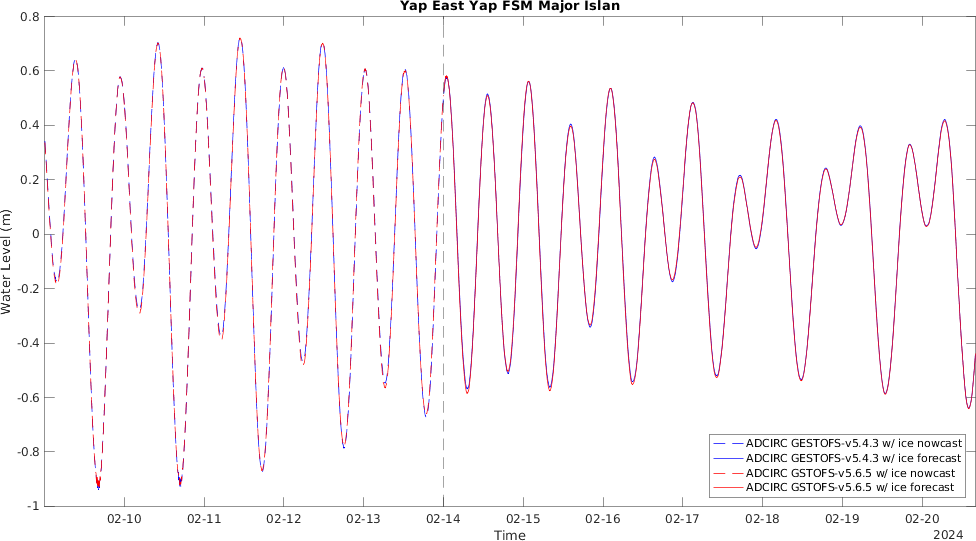 Yap East Yap FSM Major Islan
Water Level (m)
0.8
0.6
0.4
0.2
0
-0.2
-0.4
-0.6
-0.8
-1
ADCIRC GESTOFS-v5.4.3 w/ ice nowcast
ADCIRC GESTOFS-v5.4.3 w/ ice forecast
ADCIRC GSTOFS-v5.6.5 w/ ice nowcast
ADCIRC GSTOFS-v5.6.5 w/ ice forecast
02-10 02-11 02-12 02-13 02-14 02-15 02-16 02-17 02-18 02-19 02-20
Time
2024